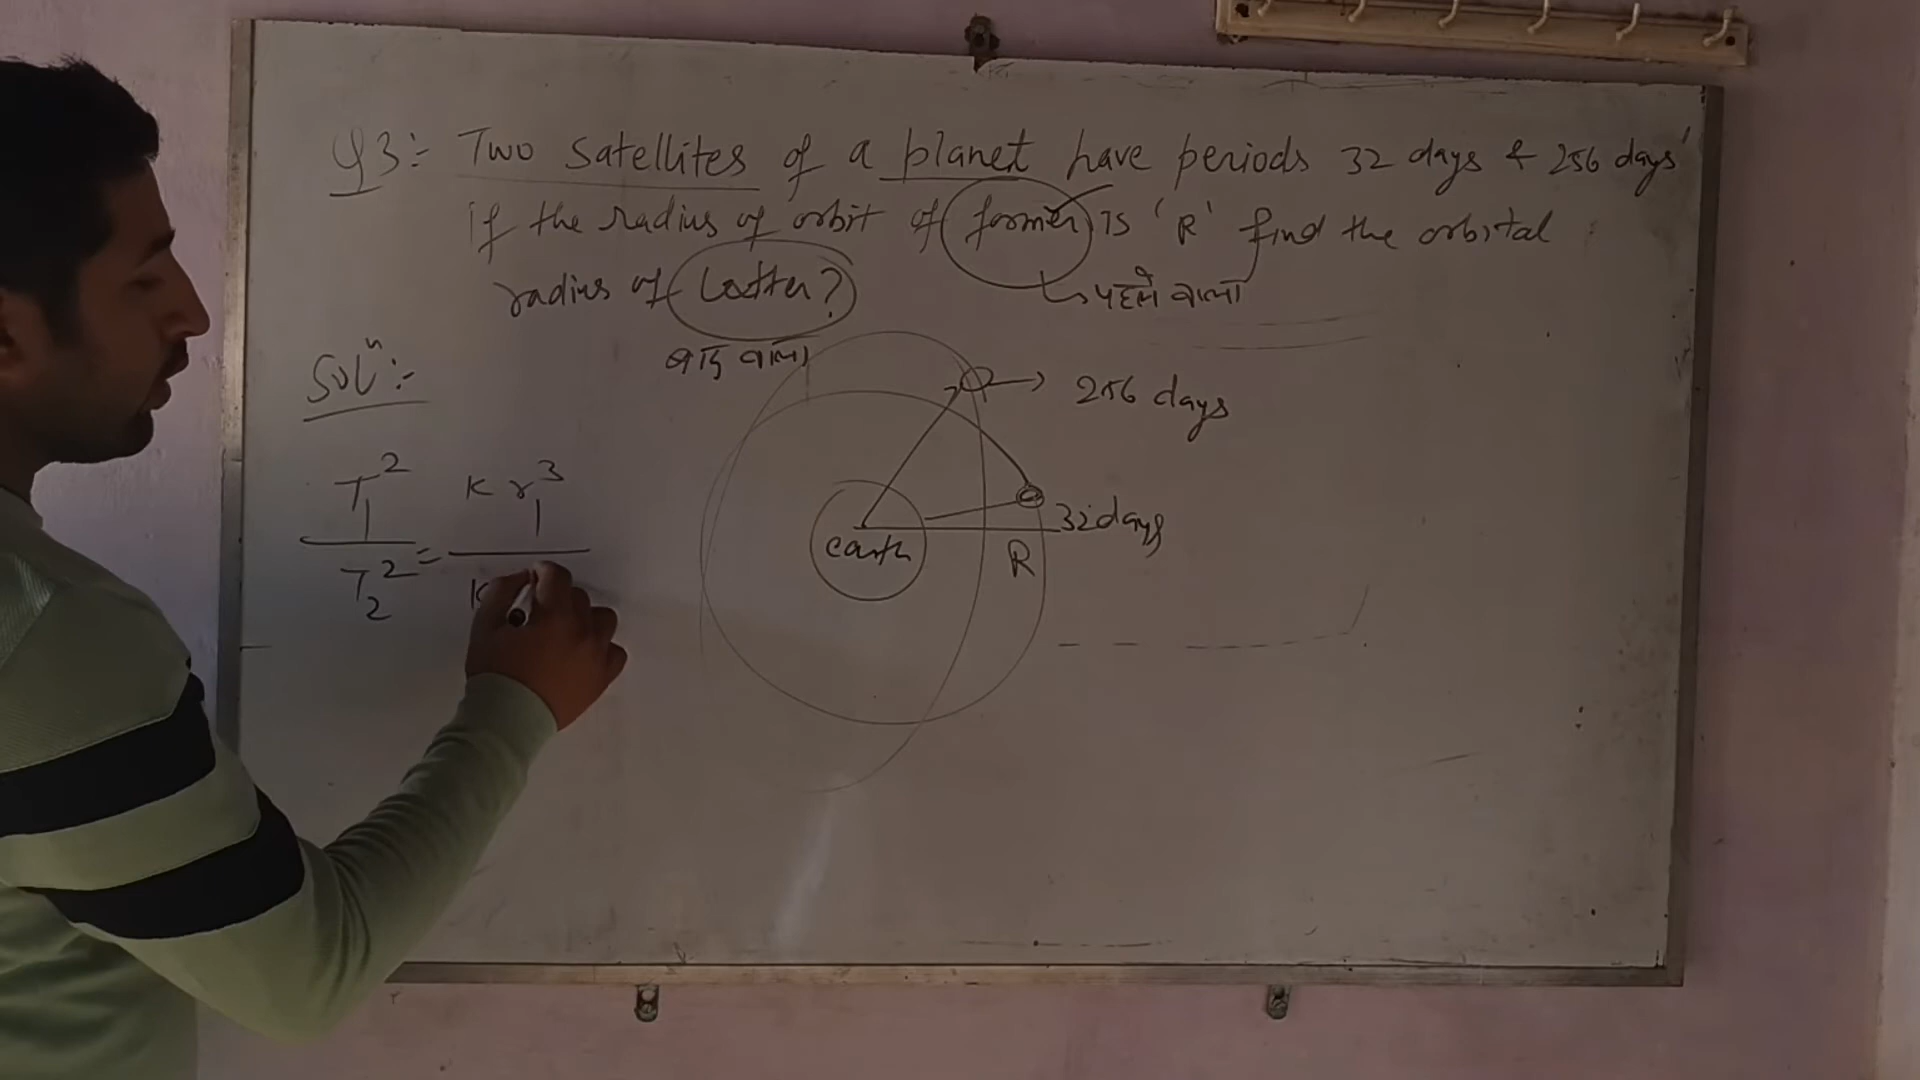 Q3:- Two satellites of a planet have periods 32 days & 256 days
if the radius of orbit of former is 'R' find the orbital
radius of latter?
पहले वाला
बाद वाला
Solⁿ:-
256 days
32 days
earth
R
T₁² / T₂² = K r₁³ / K